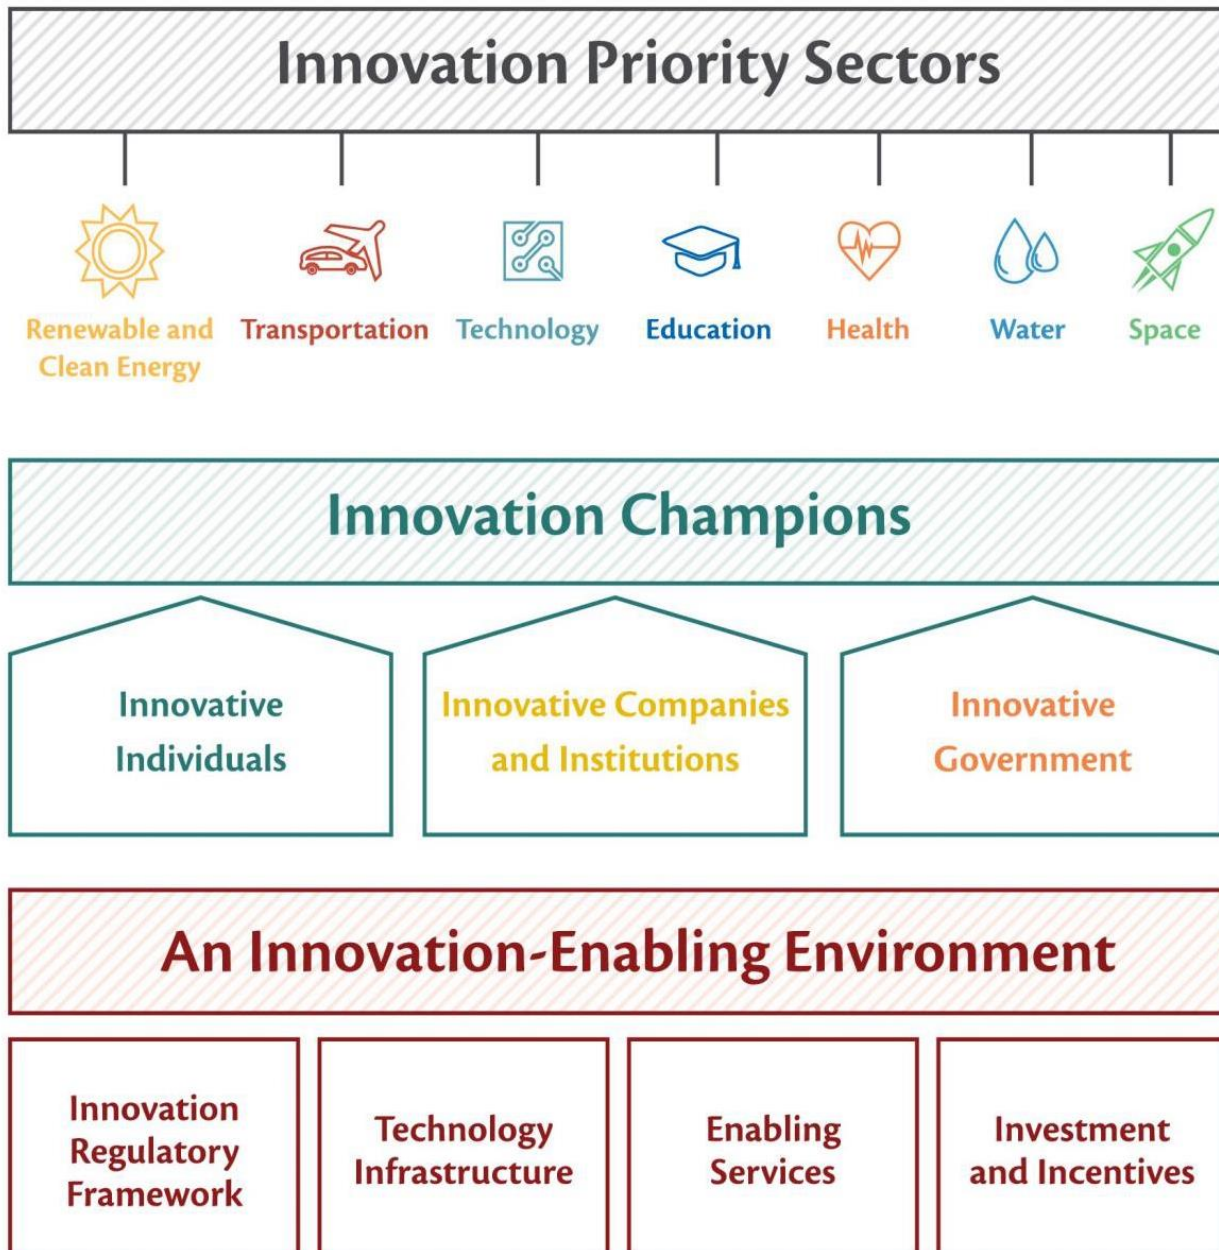 Innovation Priority Sectors
Renewable and
Clean Energy
Transportation
Technology
Education
Health
Water
Space
Innovation Champions
Innovative
Individuals
Innovative Companies
and Institutions
Innovative
Government
An Innovation-Enabling Environment
Innovation
Regulatory
Framework
Technology
Infrastructure
Enabling
Services
Investment
and Incentives